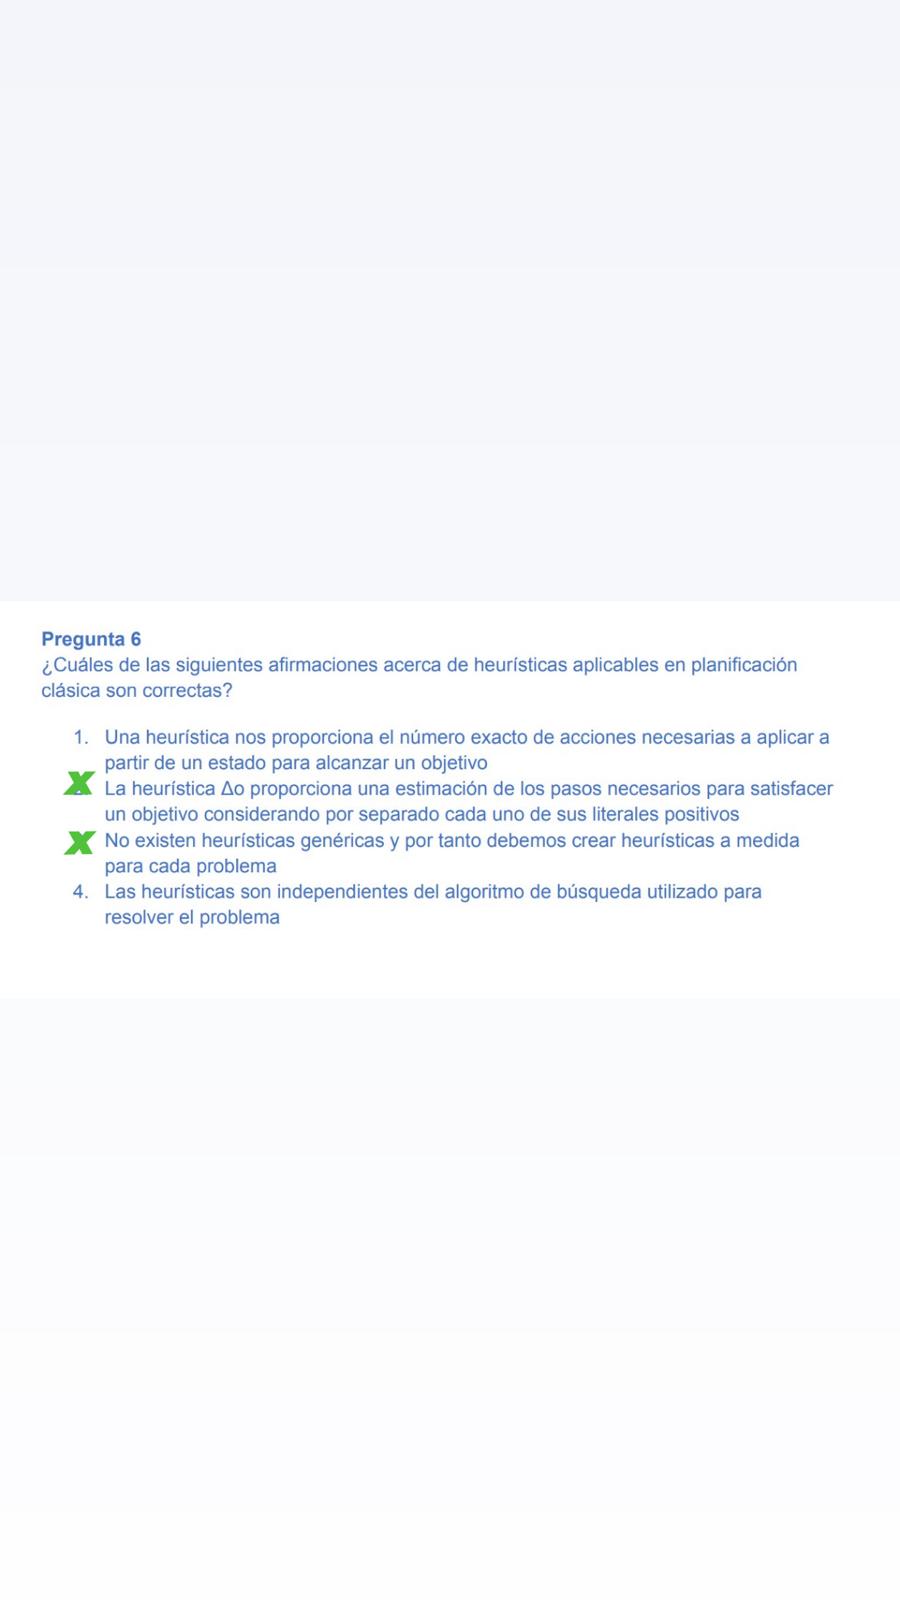 Pregunta 6
¿Cuáles de las siguientes afirmaciones acerca de heurísticas aplicables en planificación
clásica son correctas?
1. Una heurística nos proporciona el número exacto de acciones necesarias a aplicar a
partir de un estado para alcanzar un objetivo
La heurística Δo proporciona una estimación de los pasos necesarios para satisfacer
un objetivo considerando por separado cada uno de sus literales positivos
No existen heurísticas genéricas y por tanto debemos crear heurísticas a medida
para cada problema
4. Las heurísticas son independientes del algoritmo de búsqueda utilizado para
resolver el problema